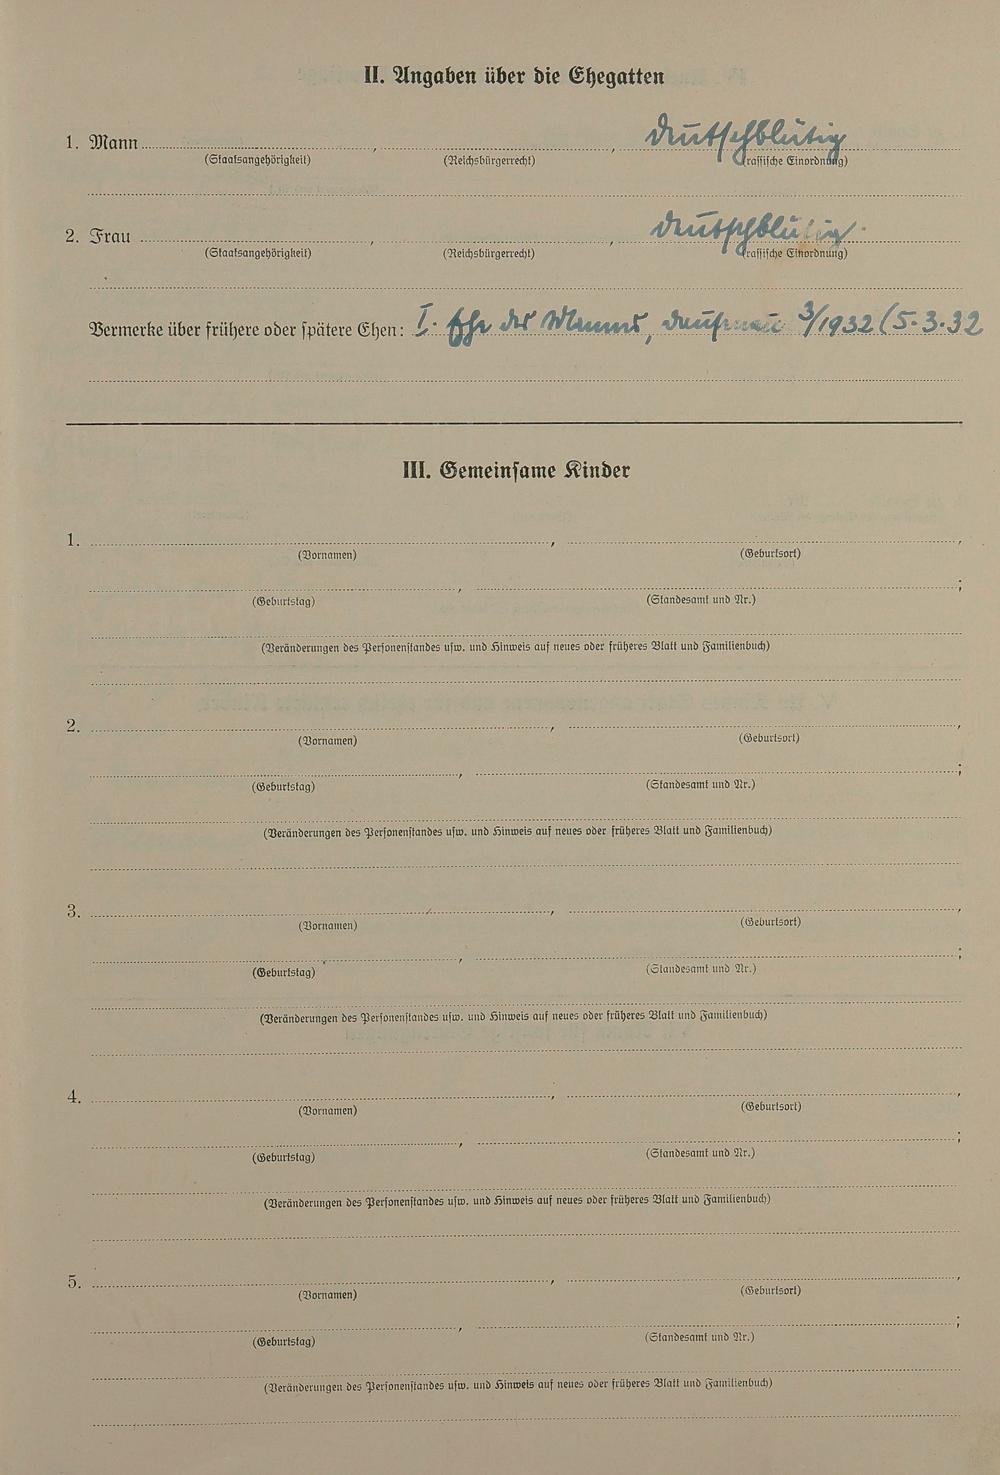 II. Angaben über die Ehegatten
1. Mann , , deutschblütig
(Staatsangehörigkeit) (Reichsbürgerrecht) (rassische Einordnung)
2. Frau , , deutschblütig.
(Staatsangehörigkeit) (Reichsbürgerrecht) (rassische Einordnung)
Vermerke über frühere oder spätere Ehen: I. Ehe des Mannes, 3/1932 (5.3.32
III. Gemeinsame Kinder
1. , ,
(Vornamen) (Geburtsort)
, ;
(Geburtstag) (Standesamt und Nr.)
(Veränderungen des Personenstandes usw. und Hinweis auf neues oder früheres Blatt und Familienbuch)
2. , ,
(Vornamen) (Geburtsort)
, ;
(Geburtstag) (Standesamt und Nr.)
(Veränderungen des Personenstandes usw. und Hinweis auf neues oder früheres Blatt und Familienbuch)
3. , ,
(Vornamen) (Geburtsort)
, ;
(Geburtstag) (Standesamt und Nr.)
(Veränderungen des Personenstandes usw. und Hinweis auf neues oder früheres Blatt und Familienbuch)
4. , ,
(Vornamen) (Geburtsort)
, ;
(Geburtstag) (Standesamt und Nr.)
(Veränderungen des Personenstandes usw. und Hinweis auf neues oder früheres Blatt und Familienbuch)
5. , ,
(Vornamen) (Geburtsort)
, ;
(Geburtstag) (Standesamt und Nr.)
(Veränderungen des Personenstandes usw. und Hinweis auf neues oder früheres Blatt und Familienbuch)